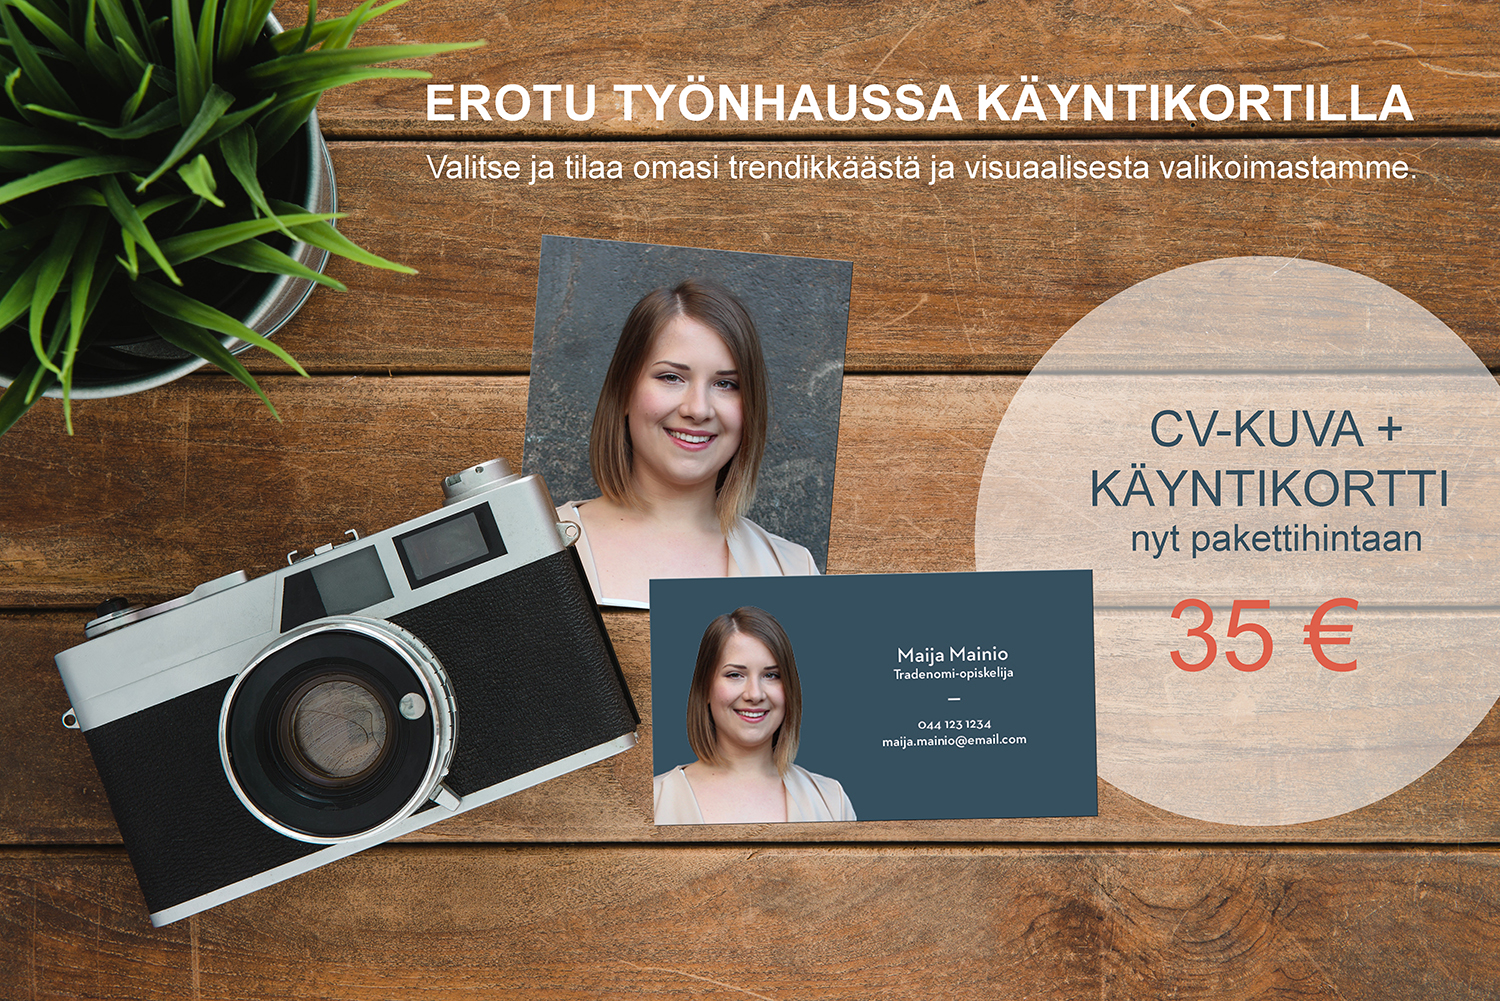 EROTU TYÖNHAUSSA KÄYNTIKORTILLA
Valitse ja tilaa omasi trendikkäästä ja visuaalisesta valikoimastamme.
CV-KUVA +
KÄYNTIKORTTI
nyt pakettihintaan
35 €
Maija Mainio
Tradenomi-opiskelija
–
044 123 1234
maija.mainio@email.com